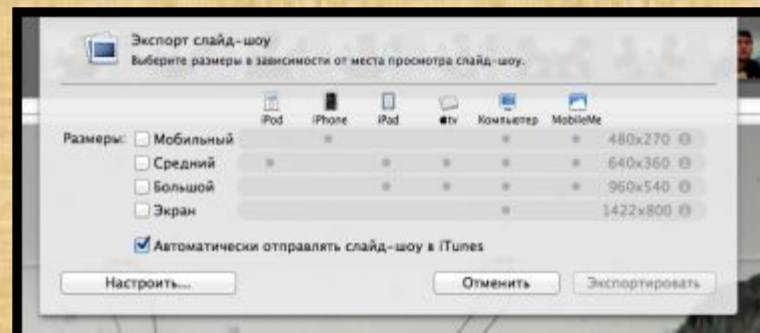 Экспорт слайд-шоу
Выберите размеры в зависимости от места просмотра слайд-шоу.
iPod iPhone iPad tv Компьютер MobileMe
Размеры: Мобильный 480x270
Средний 640x360
Большой 960x540
Экран 1422x800
Автоматически отправлять слайд-шоу в iTunes
Настроить... Отменить Экспортировать